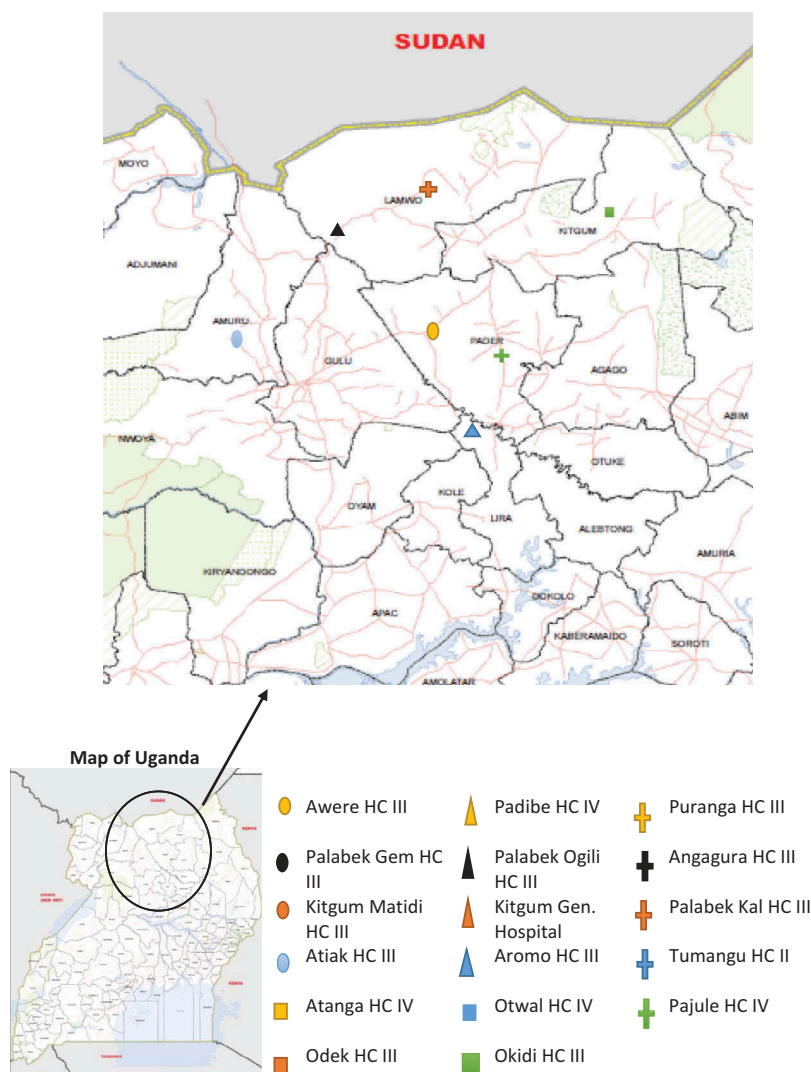 SUDAN
MOYO
LAMWO
KITGUM
ADJUMANI
AMURU
PADER
GULU
AGAGO
ABIM
NWOYA
OTUKE
OYAM
KOLE
LIRA
ALEBTONG
AMURIA
KIRYANDONGO
DOKOLO
APAC
KABERAMAIDO
SOROTI
AMOLATAR
Map of Uganda
SUDAN
KENYA
KENYA
TANZANIA
Awere HC III
Padibe HC IV
Puranga HC III
Palabek Gem HC
III
Palabek Ogili
HC III
Angagura HC III
Kitgum Matidi
HC III
Kitgum Gen.
Hospital
Palabek Kal HC III
Atiak HC III
Aromo HC III
Tumangu HC II
Atanga HC IV
Otwal HC IV
Pajule HC IV
Odek HC III
Okidi HC III